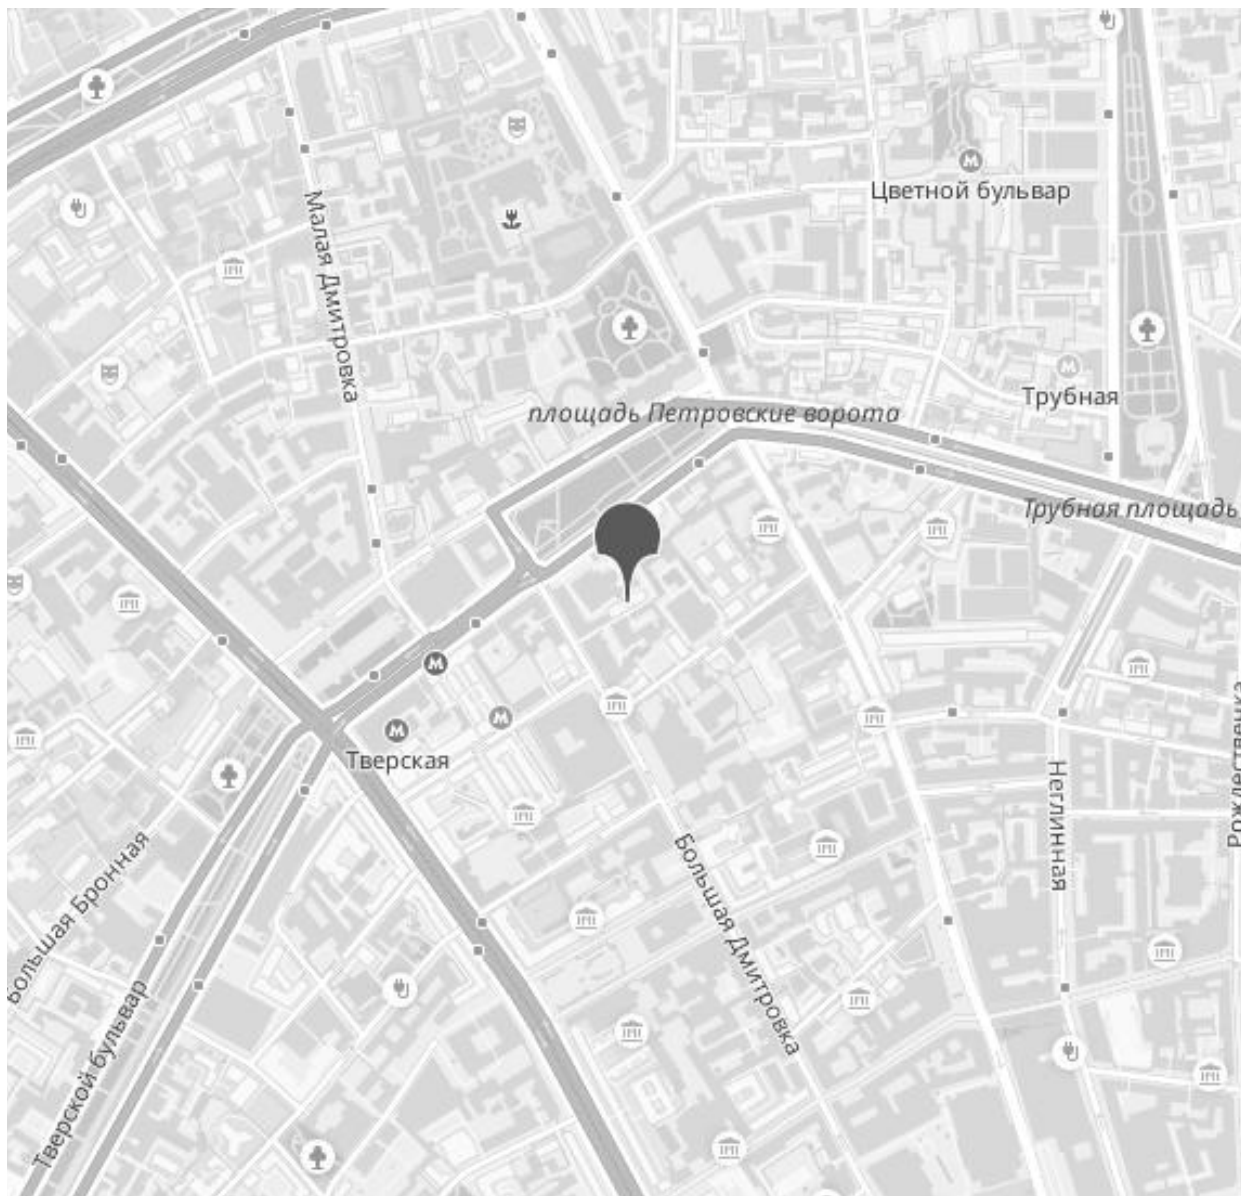 Цветной бульвар
Малая Дмитровка
Трубная
площадь Петровские ворота
Трубная площадь
Тверская
Рождественка
Неглинная
Большая Бронная
Большая Дмитровка
Тверской бульвар